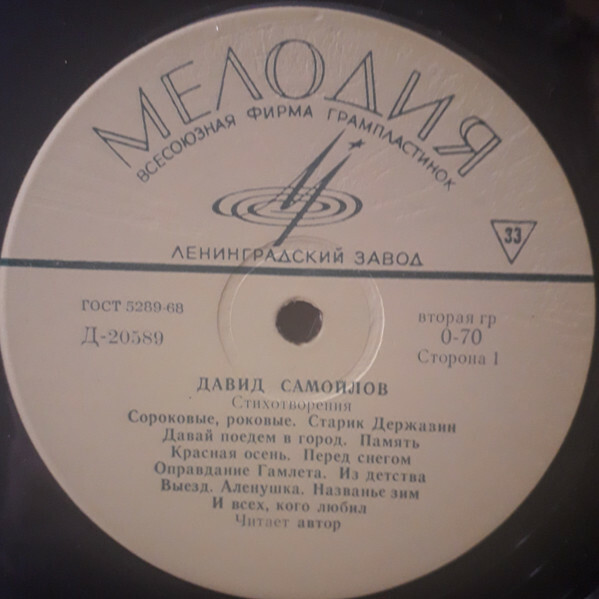 МЕЛОДИЯ
ВСЕСОЮЗНАЯ ФИРМА ГРАМПЛАСТИНОК
33
ЛЕНИНГРАДСКИЙ ЗАВОД
ГОСТ 5289-68
Д-20589
вторая гр
0-70
Сторона 1
ДАВИД САМОЙЛОВ
Стихотворения
Сороковые, роковые. Старик Державин
Давай поедем в город. Память
Красная осень. Перед снегом
Оправдание Гамлета. Из детства
Выезд. Аленушка. Названье зим
И всех, кого любил
Читает автор